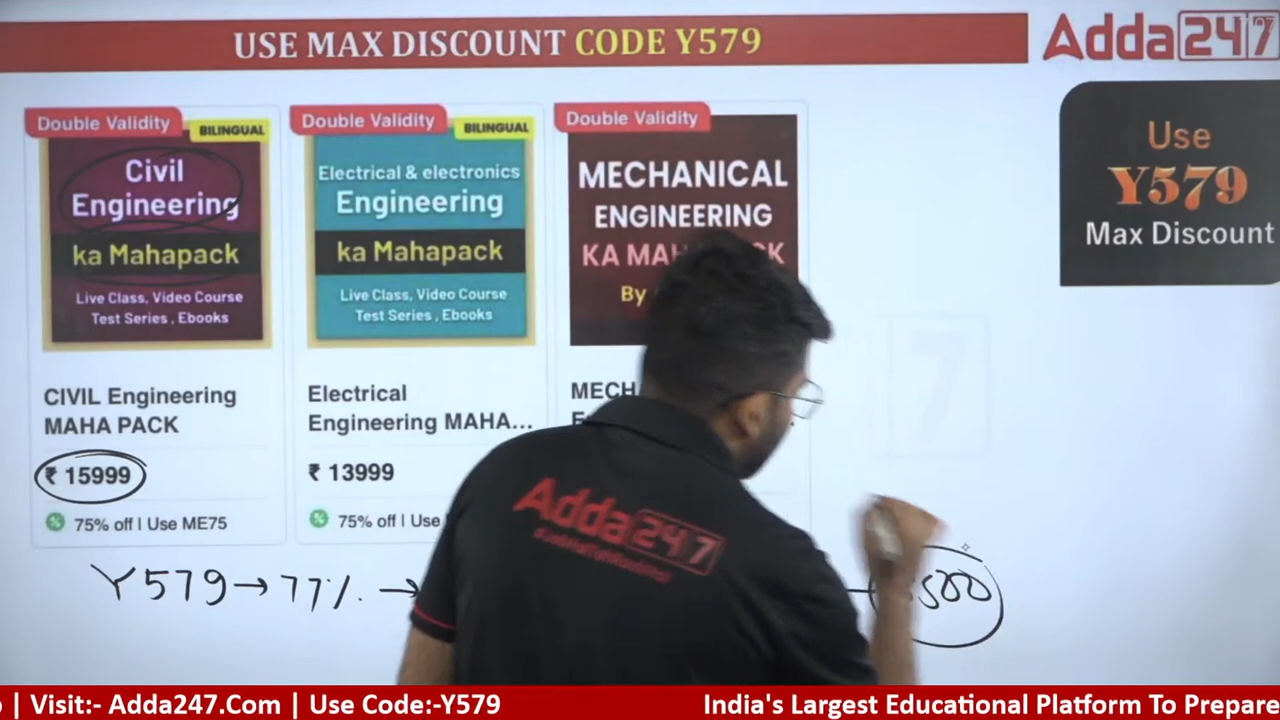 USE MAX DISCOUNT CODE Y579
Adda247
Use
Y579
Max Discount
Double Validity
BILINGUAL
Civil
Engineering
ka Mahapack
Live Class, Video Course
Test Series , Ebooks
CIVIL Engineering
MAHA PACK
₹ 15999
75% off | Use ME75
Double Validity
BILINGUAL
Electrical & electronics
Engineering
ka Mahapack
Live Class, Video Course
Test Series , Ebooks
Electrical
Engineering MAHA...
₹ 13999
75% off | Use
Double Validity
MECHANICAL
ENGINEERING
KA
By
7
Adda247
Y579→77%.→
500
| Visit:- Adda247.Com | Use Code:-Y579
India's Largest Educational Platform To Prepare